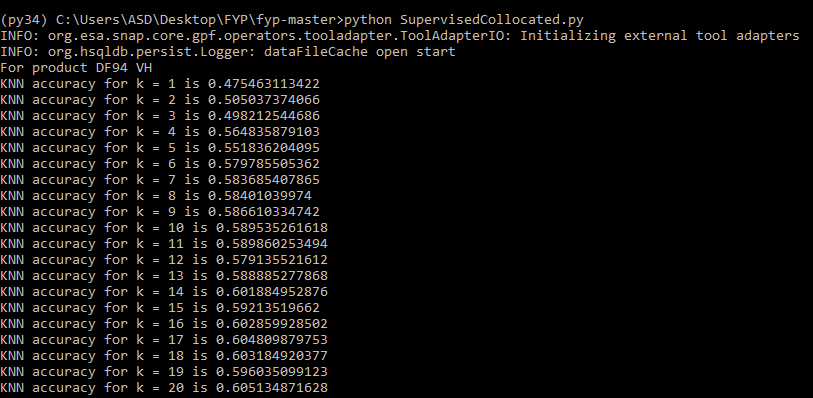 (py34) C:\Users\ASD\Desktop\FYP\fyp-master>python SupervisedCollocated.py
INFO: org.esa.snap.core.gpf.operators.tooladapter.ToolAdapterIO: Initializing external tool adapters
INFO: org.hsqldb.persist.Logger: dataFileCache open start
For product DF94 VH
KNN accuracy for k = 1 is 0.475463113422
KNN accuracy for k = 2 is 0.505037374066
KNN accuracy for k = 3 is 0.498212544686
KNN accuracy for k = 4 is 0.564835879103
KNN accuracy for k = 5 is 0.551836204095
KNN accuracy for k = 6 is 0.579785505362
KNN accuracy for k = 7 is 0.583685407865
KNN accuracy for k = 8 is 0.58401039974
KNN accuracy for k = 9 is 0.586610334742
KNN accuracy for k = 10 is 0.589535261618
KNN accuracy for k = 11 is 0.589860253494
KNN accuracy for k = 12 is 0.579135521612
KNN accuracy for k = 13 is 0.588885277868
KNN accuracy for k = 14 is 0.601884952876
KNN accuracy for k = 15 is 0.59213519662
KNN accuracy for k = 16 is 0.602859928502
KNN accuracy for k = 17 is 0.604809879753
KNN accuracy for k = 18 is 0.603184920377
KNN accuracy for k = 19 is 0.596035099123
KNN accuracy for k = 20 is 0.605134871628